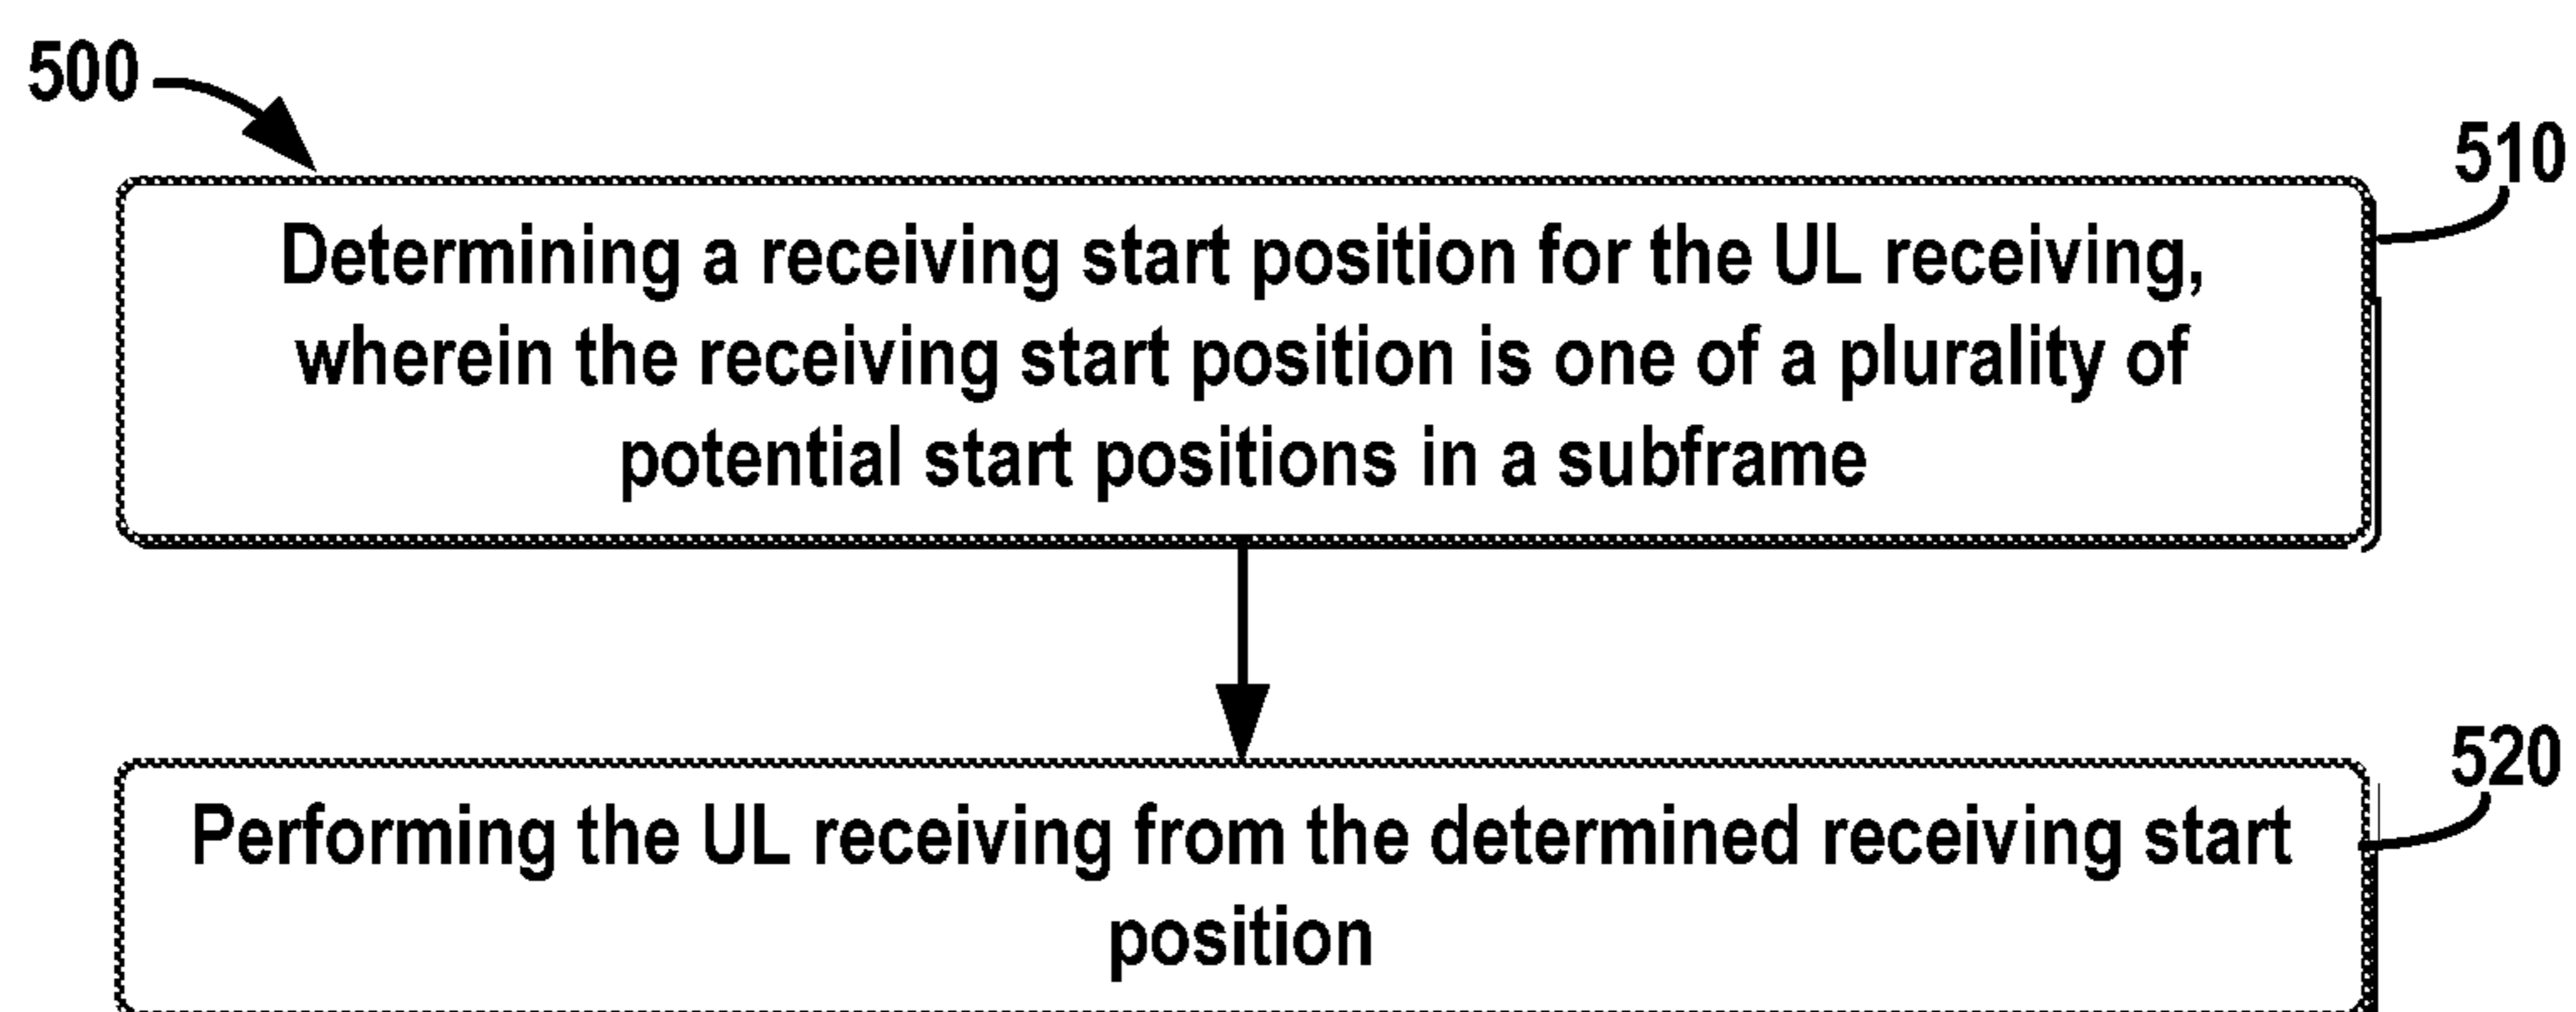 500
510
Determining a receiving start position for the UL receiving,
wherein the receiving start position is one of a plurality of
potential start positions in a subframe
520
Performing the UL receiving from the determined receiving start
position